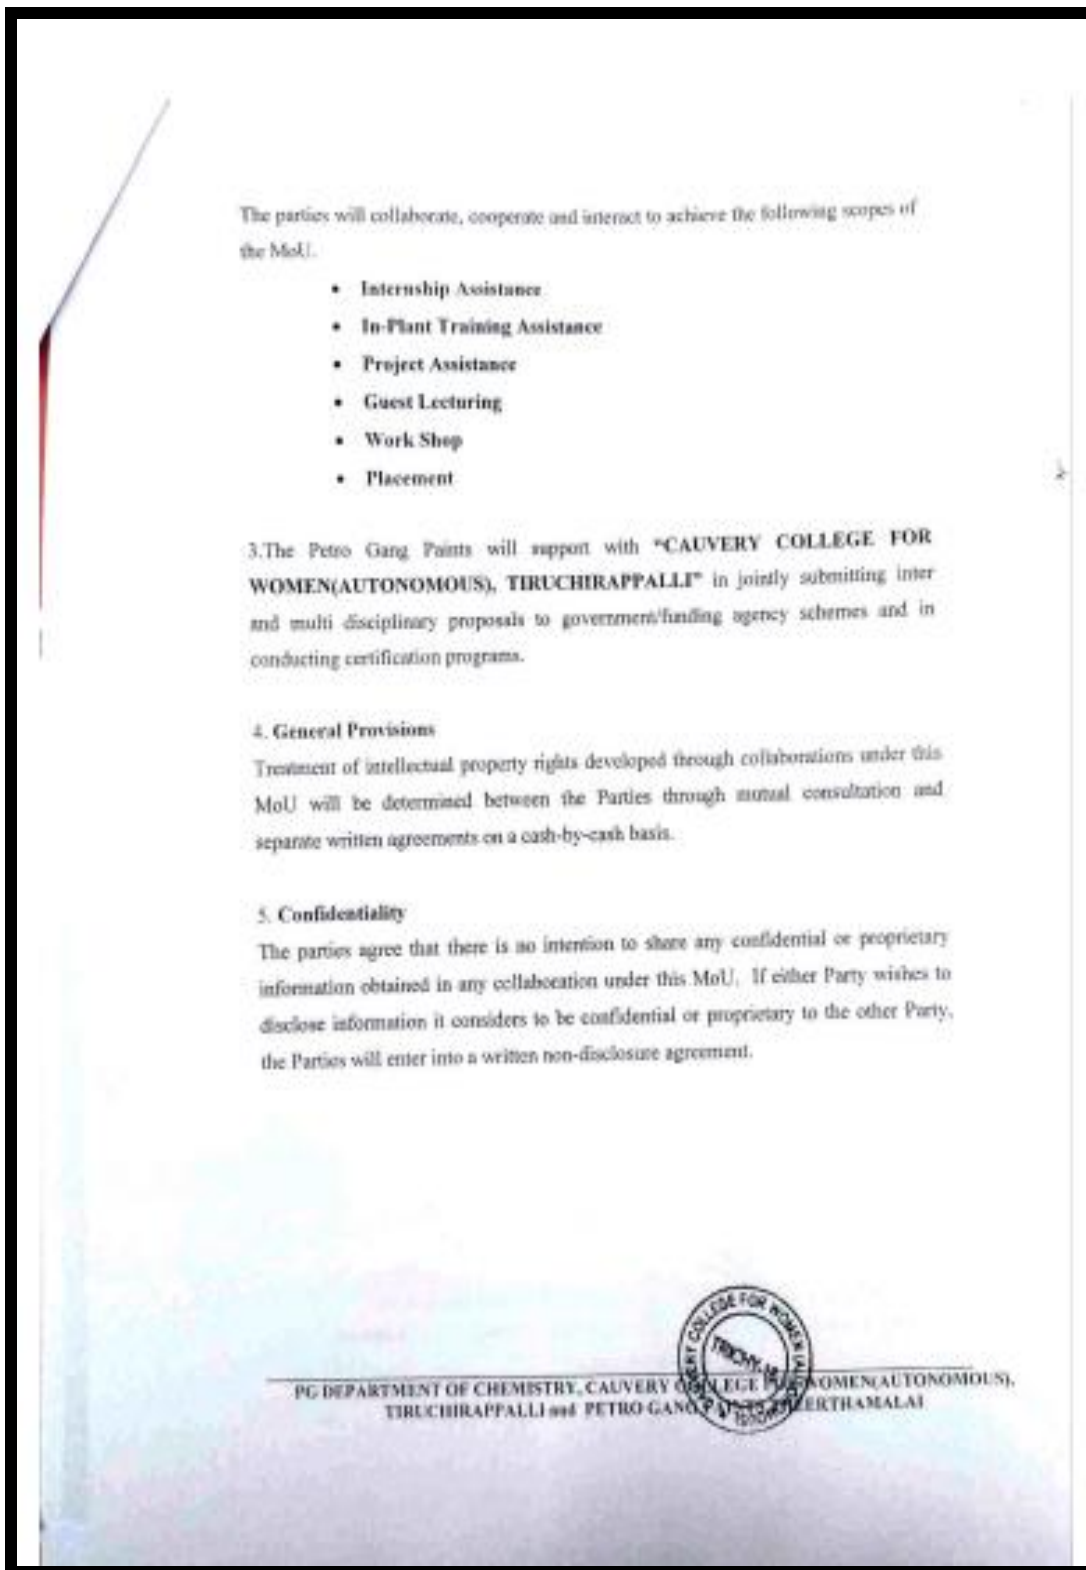 The parties will collaborate, cooperate and interact to achieve the following scopes of
the MoU.
• Internship Assistance
• In-Plant Training Assistance
• Project Assistance
• Guest Lecturing
• Work Shop
• Placement
3.The Petro Gang Paints will support with "CAUVERY COLLEGE FOR
WOMEN(AUTONOMOUS), TIRUCHIRAPPALLI" in jointly submitting inter
and multi disciplinary proposals to government/funding agency schemes and in
conducting certification programs.
4. General Provisions
Treatment of intellectual property rights developed through collaborations under this
MoU will be determined between the Parties through mutual consultation and
separate written agreements on a cash-by-cash basis.
5. Confidentiality
The parties agree that there is no intention to share any confidential or proprietary
information obtained in any collaboration under this MoU. If either Party wishes to
disclose information it considers to be confidential or proprietary to the other Party,
the Parties will enter into a written non-disclosure agreement.
CAUVERY COLLEGE FOR WOMEN (AUTONOMOUS)
TRICHY
PG DEPARTMENT OF CHEMISTRY, CAUVERY COLLEGE FOR WOMEN(AUTONOMOUS),
TIRUCHIRAPPALLI and PETRO GANG PAINTS